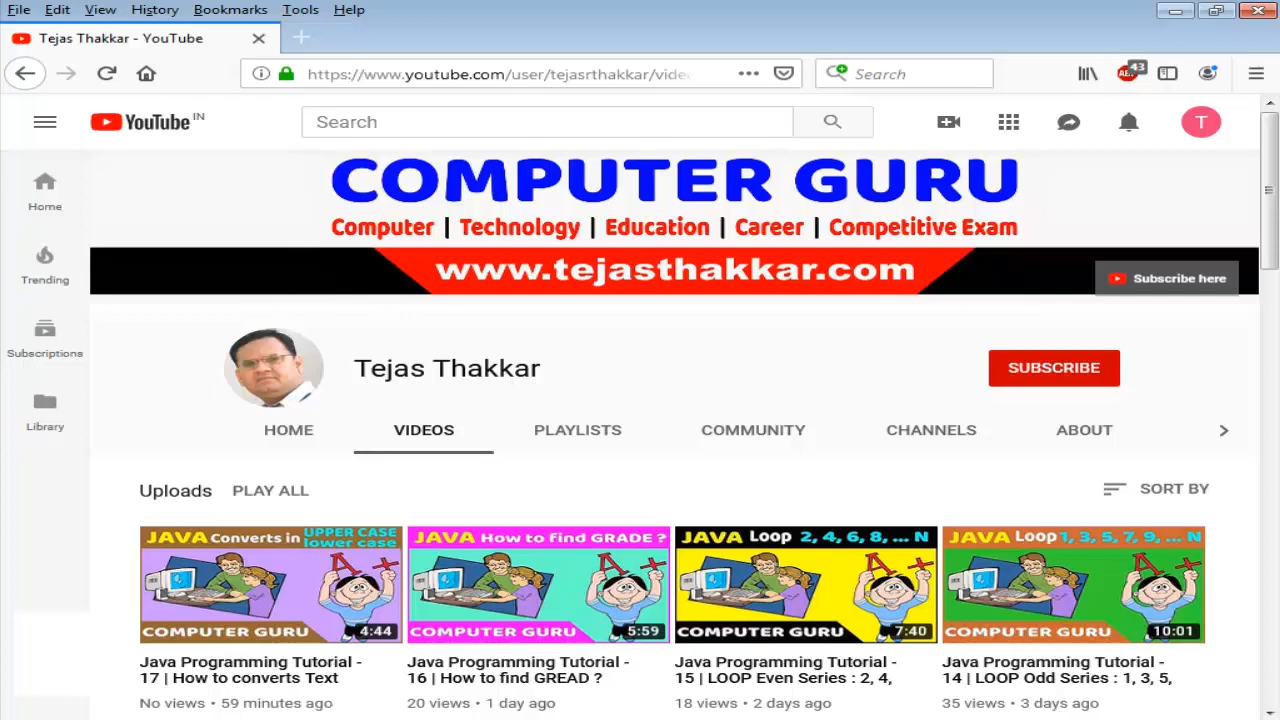 File Edit View History Bookmarks Tools Help
Tejas Thakkar - YouTube
https://www.youtube.com/user/tejasrthakkar/vide
Search
ABP
43
YouTube IN
Search
T
COMPUTER GURU
Computer | Technology | Education | Career | Competitive Exam
www.tejasthakkar.com
Subscribe here
Home
Trending
Subscriptions
Library
Tejas Thakkar
SUBSCRIBE
HOME VIDEOS PLAYLISTS COMMUNITY CHANNELS ABOUT
Uploads PLAY ALL SORT BY
JAVA Converts in UPPER CASE lower case
A+
COMPUTER GURU
4:44
Java Programming Tutorial -
17 | How to converts Text
No views • 59 minutes ago
JAVA How to find GRADE ?
A+
COMPUTER GURU
5:59
Java Programming Tutorial -
16 | How to find GREAD ?
20 views • 1 day ago
JAVA Loop 2, 4, 6, 8, ... N
A+
COMPUTER GURU
7:40
Java Programming Tutorial -
15 | LOOP Even Series : 2, 4,
18 views • 2 days ago
JAVA Loop 1, 3, 5, 7, 9, ... N
A+
COMPUTER GURU
10:01
Java Programming Tutorial -
14 | LOOP Odd Series : 1, 3, 5,
35 views • 3 days ago